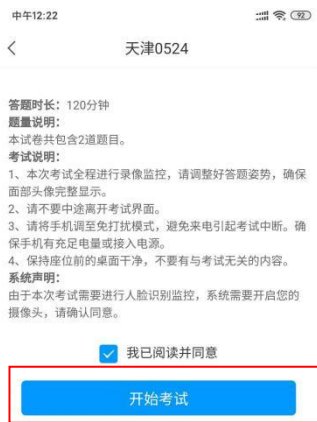 中午12:22
92
天津0524
答题时长：120分钟
题量说明：
本试卷共包含2道题目。
考试说明：
1、本次考试全程进行录像监控，请调整好答题姿势，确保
面部头像完整显示。
2、请不要中途离开考试界面。
3、请将手机调至免打扰模式，避免来电引起考试中断。确
保手机有充足电量或接入电源。
4、保持座位前的桌面干净，不要有与考试无关的内容。
系统声明：
由于本次考试需要进行人脸识别监控，系统需要开启您的
摄像头，请确认同意。
我已阅读并同意
开始考试